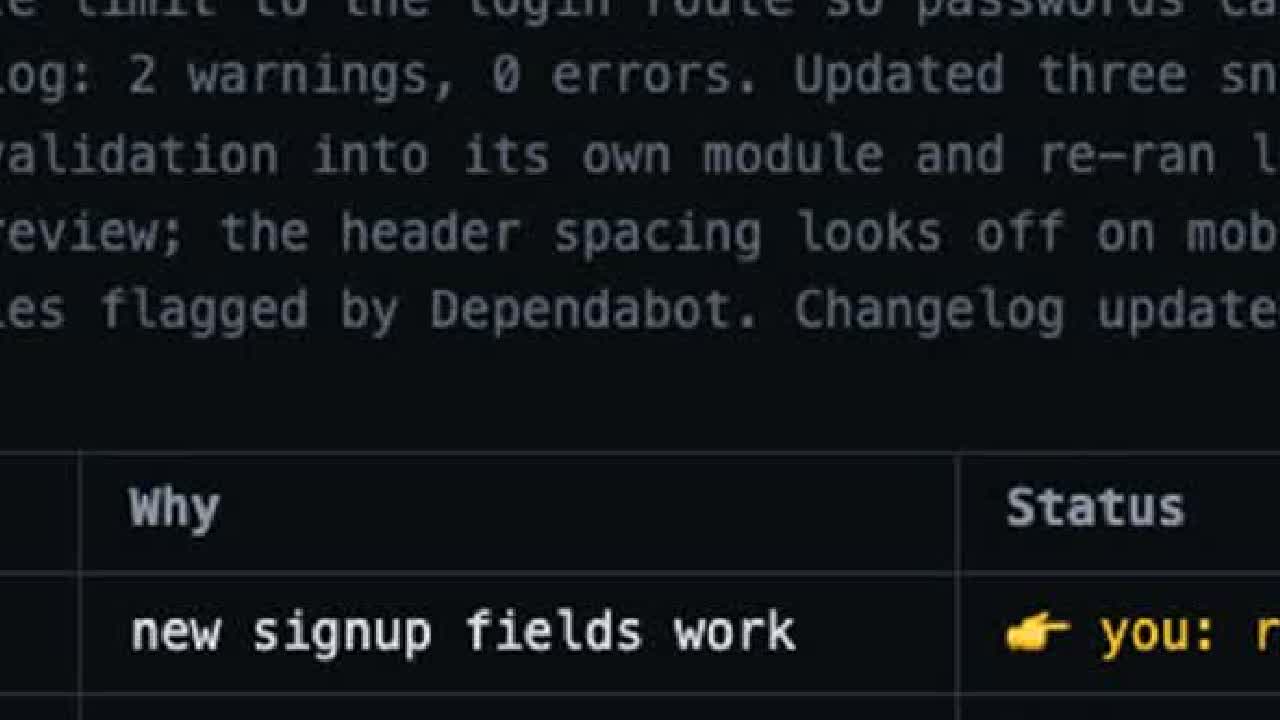 limit to the login route so passwords
log: 2 warnings, 0 errors. Updated three
validation into its own module and re-ran
review; the header spacing looks off on mob
flagged by Dependabot. Changelog update
Why Status
new signup fields work 👉 you: